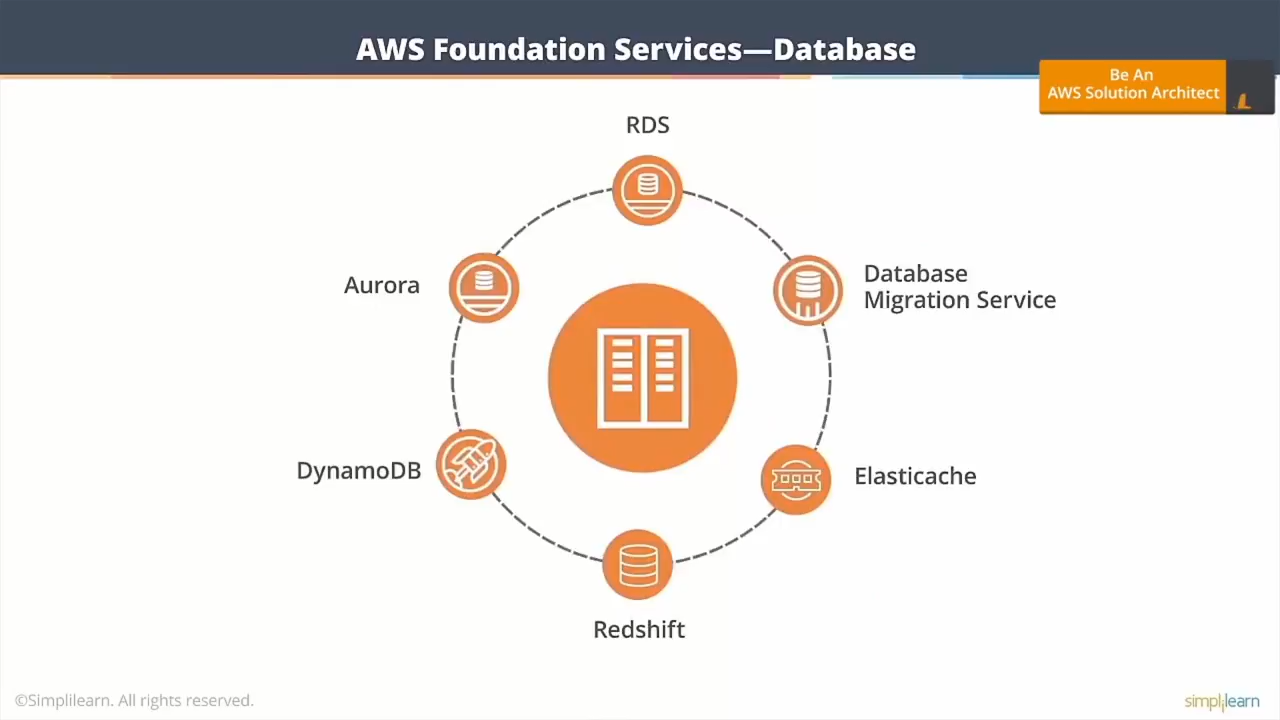 AWS Foundation Services—Database
Be An
AWS Solution Architect
RDS
Database
Migration Service
Aurora
DynamoDB
Elasticache
Redshift
©Simplilearn. All rights reserved.
simplilearn